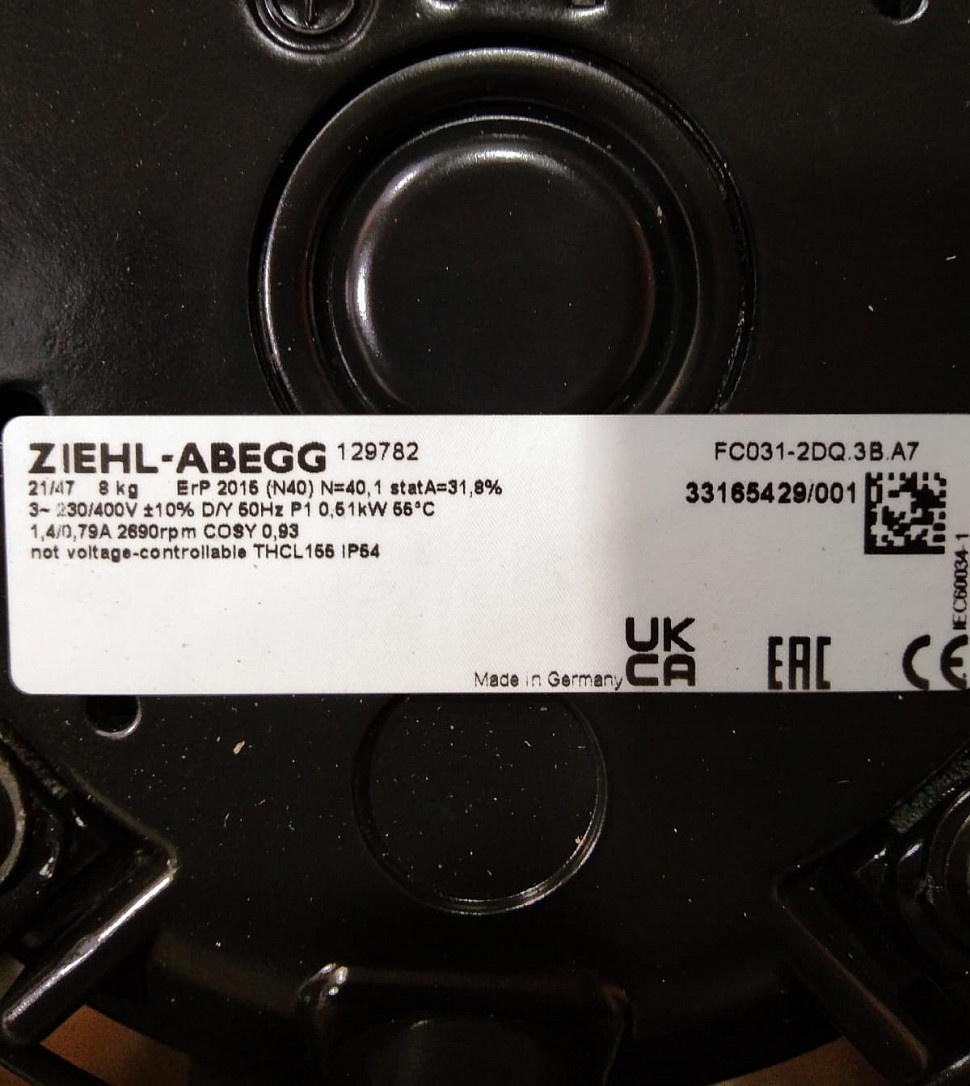 ZIEHL-ABEGG 129782 FC031-2DQ.3B.A7
21/47 8 kg ErP 2015 (N40) N=40,1 statA=31,8% 33165429/001
3~ 230/400V ±10% D/Y 50Hz P1 0,51kW 55°C
1,4/0,79A 2690rpm COSY 0,93
not voltage-controllable THCL155 IP54
IEC60034-1
Made in Germany UK CA EAC CE